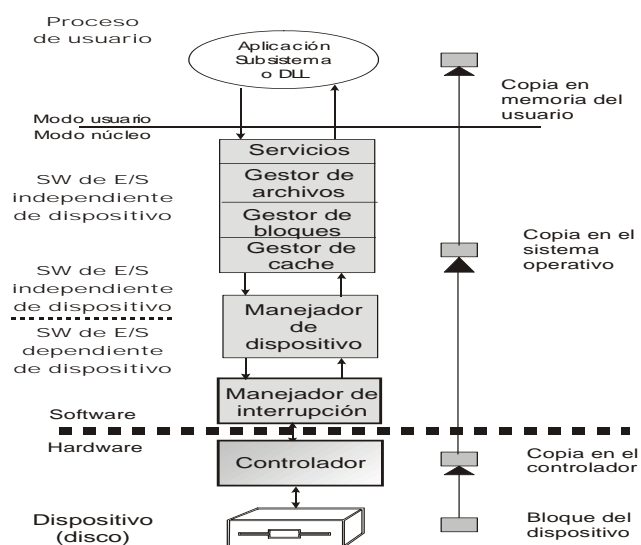 Proceso
de usuario
Aplicación
Subsistema
o DLL
Copia en
memoria del
usuario
Modo usuario
Modo núcleo
Servicios
Gestor de
archivos
Gestor de
bloques
Gestor de
cache
SW de E/S
independiente
de dispositivo
Copia en el
sistema
operativo
SW de E/S
independiente
de dispositivo
SW de E/S
dependiente
de dispositivo
Manejador
de
dispositivo
Manejador de
interrupción
Software
Hardware
Controlador
Copia en el
controlador
Dispositivo
(disco)
Bloque del
dispositivo